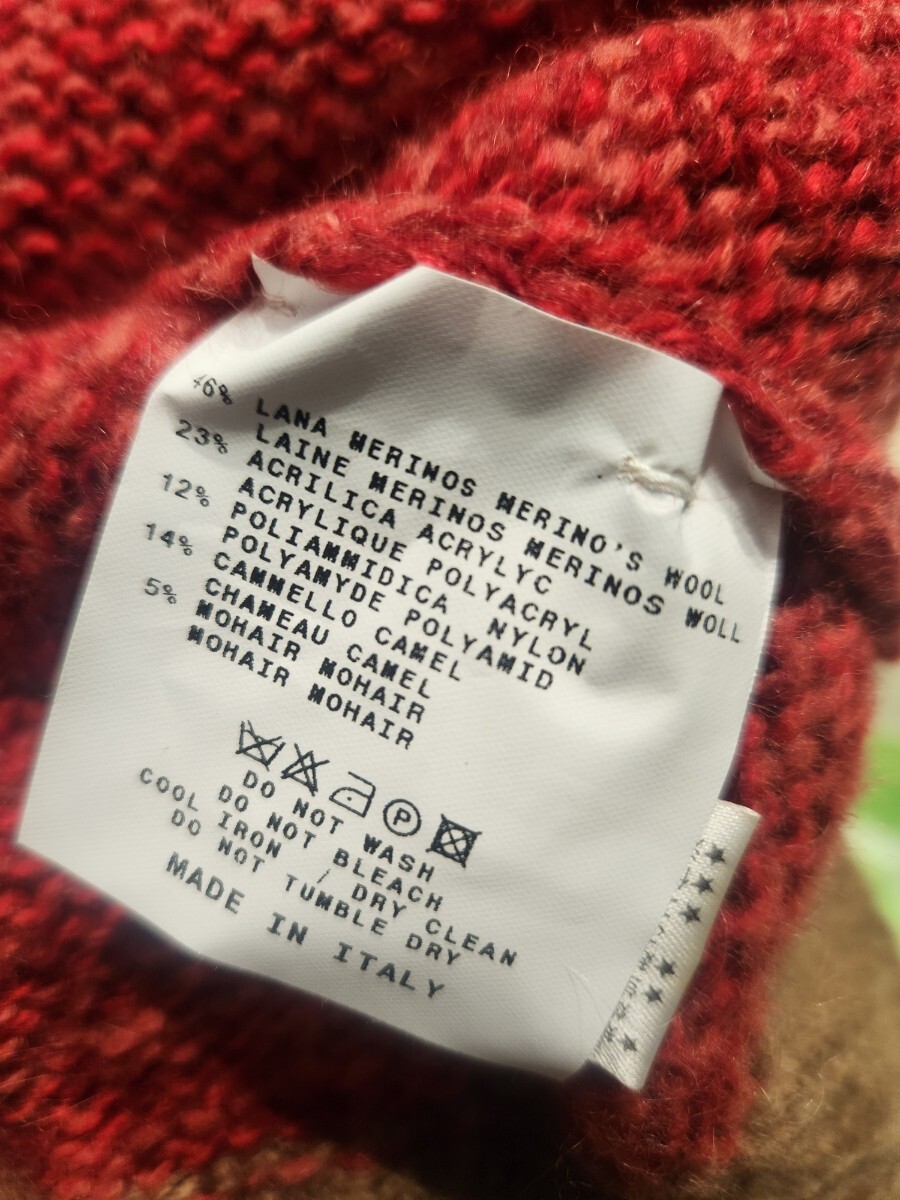 46% LANA MERINOS MERINO'S WOOL
LAINE MERINOS MERINOS WOLL
23% ACRILICA ACRYLYC
ACRYLIQUE POLYACRYL
12% POLIAMMIDICA NYLON
POLYAMYDE POLYAMID
14% CAMMELLO CAMEL
CHAMEAU CAMEL
5% MOHAIR MOHAIR
MOHAIR MOHAIR
P
DO NOT WASH
DO NOT BLEACH
COOL IRON / DRY CLEAN
DO NOT TUMBLE DRY
MADE IN ITALY